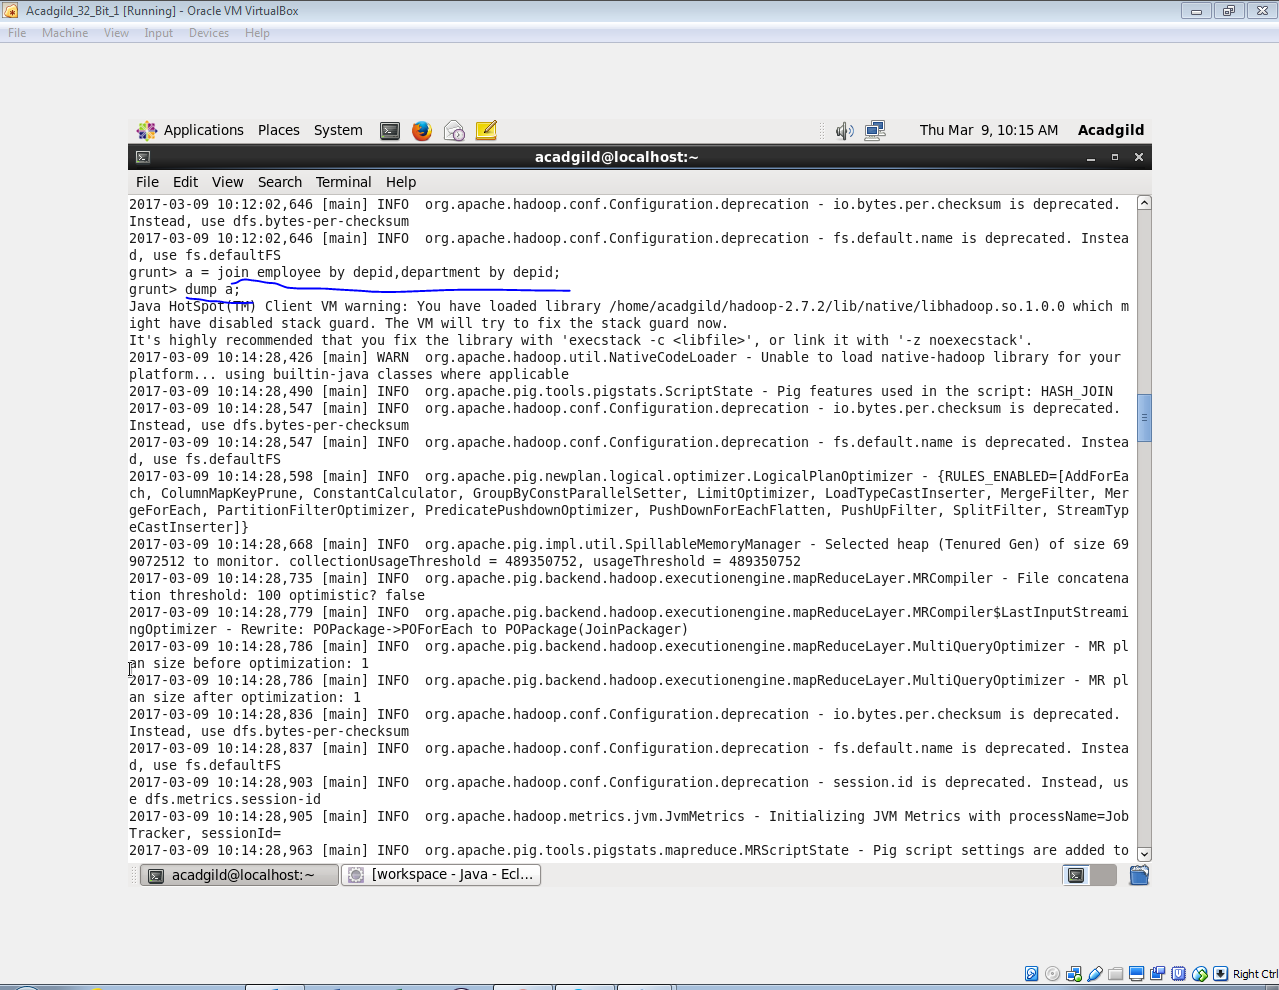 Acadgild_32_Bit_1 [Running] - Oracle VM VirtualBox
File Machine View Input Devices Help
Applications Places System Thu Mar 9, 10:15 AM Acadgild
acadgild@localhost:~
File Edit View Search Terminal Help
2017-03-09 10:12:02,646 [main] INFO  org.apache.hadoop.conf.Configuration.deprecation - io.bytes.per.checksum is deprecated.
Instead, use dfs.bytes-per-checksum
2017-03-09 10:12:02,646 [main] INFO  org.apache.hadoop.conf.Configuration.deprecation - fs.default.name is deprecated. Instea
d, use fs.defaultFS
grunt> a = join employee by depid,department by depid;
grunt> dump a;
Java HotSpot(TM) Client VM warning: You have loaded library /home/acadgild/hadoop-2.7.2/lib/native/libhadoop.so.1.0.0 which m
ight have disabled stack guard. The VM will try to fix the stack guard now.
It's highly recommended that you fix the library with 'execstack -c <libfile>', or link it with '-z noexecstack'.
2017-03-09 10:14:28,426 [main] WARN  org.apache.hadoop.util.NativeCodeLoader - Unable to load native-hadoop library for your
platform... using builtin-java classes where applicable
2017-03-09 10:14:28,490 [main] INFO  org.apache.pig.tools.pigstats.ScriptState - Pig features used in the script: HASH_JOIN
2017-03-09 10:14:28,547 [main] INFO  org.apache.hadoop.conf.Configuration.deprecation - io.bytes.per.checksum is deprecated.
Instead, use dfs.bytes-per-checksum
2017-03-09 10:14:28,547 [main] INFO  org.apache.hadoop.conf.Configuration.deprecation - fs.default.name is deprecated. Instea
d, use fs.defaultFS
2017-03-09 10:14:28,598 [main] INFO  org.apache.pig.newplan.logical.optimizer.LogicalPlanOptimizer - {RULES_ENABLED=[AddForEa
ch, ColumnMapKeyPrune, ConstantCalculator, GroupByConstParallelSetter, LimitOptimizer, LoadTypeCastInserter, MergeFilter, Mer
geForEach, PartitionFilterOptimizer, PredicatePushdownOptimizer, PushDownForEachFlatten, PushUpFilter, SplitFilter, StreamTyp
eCastInserter]}
2017-03-09 10:14:28,668 [main] INFO  org.apache.pig.impl.util.SpillableMemoryManager - Selected heap (Tenured Gen) of size 69
9072512 to monitor. collectionUsageThreshold = 489350752, usageThreshold = 489350752
2017-03-09 10:14:28,735 [main] INFO  org.apache.pig.backend.hadoop.executionengine.mapReduceLayer.MRCompiler - File concatena
tion threshold: 100 optimistic? false
2017-03-09 10:14:28,779 [main] INFO  org.apache.pig.backend.hadoop.executionengine.mapReduceLayer.MRCompiler$LastInputStreami
ngOptimizer - Rewrite: POPackage->POForEach to POPackage(JoinPackager)
2017-03-09 10:14:28,786 [main] INFO  org.apache.pig.backend.hadoop.executionengine.mapReduceLayer.MultiQueryOptimizer - MR pl
an size before optimization: 1
2017-03-09 10:14:28,786 [main] INFO  org.apache.pig.backend.hadoop.executionengine.mapReduceLayer.MultiQueryOptimizer - MR pl
an size after optimization: 1
2017-03-09 10:14:28,836 [main] INFO  org.apache.hadoop.conf.Configuration.deprecation - io.bytes.per.checksum is deprecated.
Instead, use dfs.bytes-per-checksum
2017-03-09 10:14:28,837 [main] INFO  org.apache.hadoop.conf.Configuration.deprecation - fs.default.name is deprecated. Instea
d, use fs.defaultFS
2017-03-09 10:14:28,903 [main] INFO  org.apache.hadoop.conf.Configuration.deprecation - session.id is deprecated. Instead, us
e dfs.metrics.session-id
2017-03-09 10:14:28,905 [main] INFO  org.apache.hadoop.metrics.jvm.JvmMetrics - Initializing JVM Metrics with processName=Job
Tracker, sessionId=
2017-03-09 10:14:28,963 [main] INFO  org.apache.pig.tools.pigstats.mapreduce.MRScriptState - Pig script settings are added to
acadgild@localhost:~ [workspace - Java - Ecl...
Right Ctrl